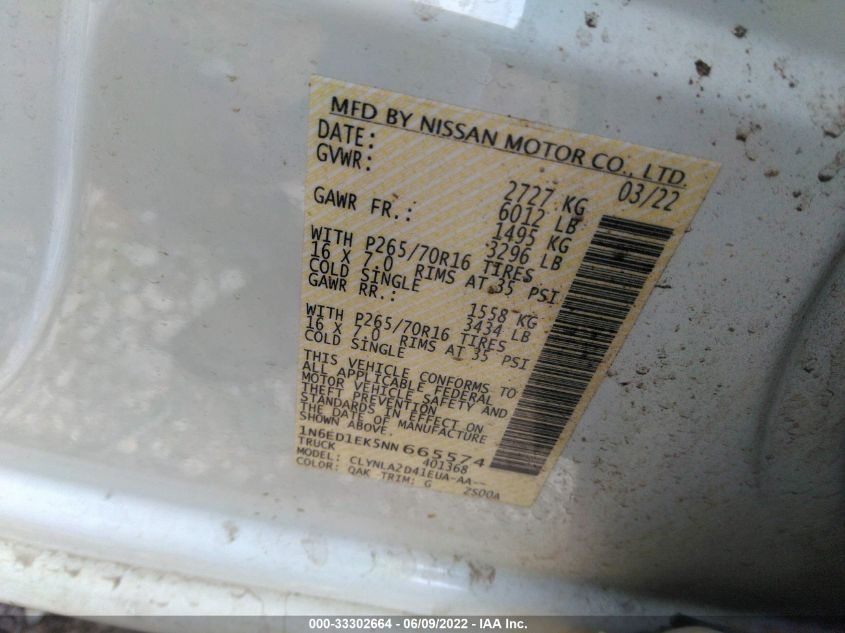 MFD BY NISSAN MOTOR CO., LTD.
DATE: 03/22
GVWR: 2727 KG
6012 LB
GAWR FR.: 1495 KG
3296 LB
WITH P265/70R16 TIRES
16 X 7.0 RIMS AT 35 PSI
COLD SINGLE
GAWR RR.: 1558 KG
3434 LB
WITH P265/70R16 TIRES
16 X 7.0 RIMS AT 35 PSI
COLD SINGLE
THIS VEHICLE CONFORMS TO
ALL APPLICABLE FEDERAL
MOTOR VEHICLE SAFETY AND
THEFT PREVENTION
STANDARDS IN EFFECT ON
THE DATE OF MANUFACTURE
SHOWN ABOVE.
1N6ED1EK5NN665574
TRUCK 401368
MODEL: CLYNLA2D41EUA-AA--
COLOR: QAK TRIM: G 2500A
000-33302664 - 06/09/2022 - IAA Inc.